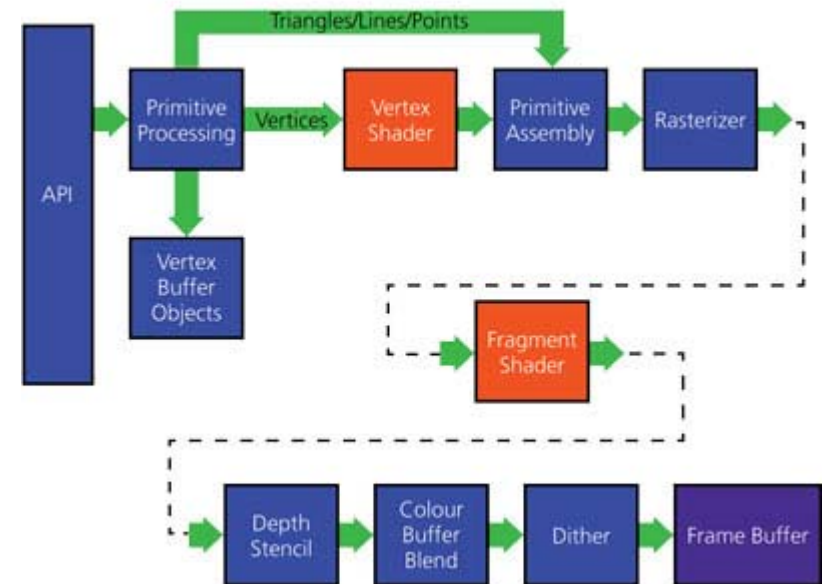 Triangles/Lines/Points
API
Primitive
Processing
Vertices
Vertex
Shader
Primitive
Assembly
Rasterizer
Vertex
Buffer
Objects
Fragment
Shader
Depth
Stencil
Colour
Buffer
Blend
Dither
Frame Buffer